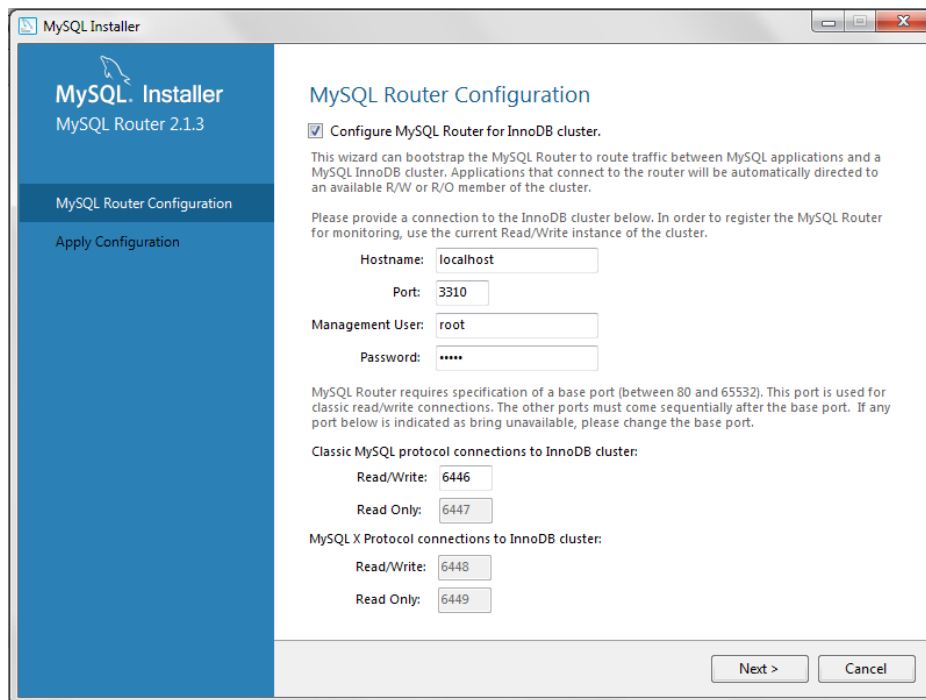 MySQL Installer
MySQL. Installer
MySQL Router 2.1.3
MySQL Router Configuration
Apply Configuration
MySQL Router Configuration
Configure MySQL Router for InnoDB cluster.
This wizard can bootstrap the MySQL Router to route traffic between MySQL applications and a
MySQL InnoDB cluster. Applications that connect to the router will be automatically directed to
an available R/W or R/O member of the cluster.
Please provide a connection to the InnoDB cluster below. In order to register the MySQL Router
for monitoring, use the current Read/Write instance of the cluster.
Hostname: localhost
Port: 3310
Management User: root
Password: •••••
MySQL Router requires specification of a base port (between 80 and 65532). This port is used for
classic read/write connections. The other ports must come sequentially after the base port. If any
port below is indicated as bring unavailable, please change the base port.
Classic MySQL protocol connections to InnoDB cluster:
Read/Write: 6446
Read Only: 6447
MySQL X Protocol connections to InnoDB cluster:
Read/Write: 6448
Read Only: 6449
Next > Cancel